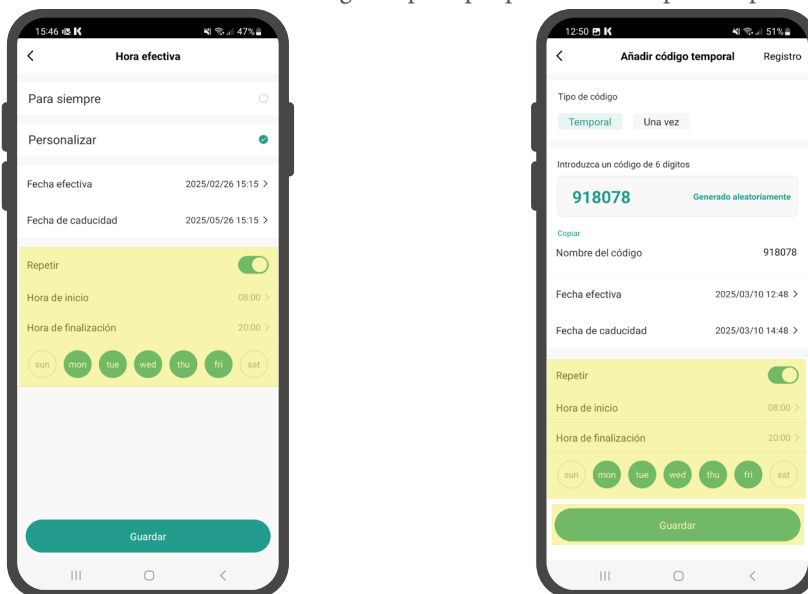 15:46 47%
Hora efectiva
Para siempre
Personalizar
Fecha efectiva 2025/02/26 15:15 >
Fecha de caducidad 2025/05/26 15:15 >
Repetir
Hora de inicio 08:00 >
Hora de finalización 20:00 >
sun mon tue wed thu fri sat
Guardar
12:50 51%
Añadir código temporal Registro
Tipo de código
Temporal Una vez
Introduzca un código de 6 dígitos
918078 Generado aleatoriamente
Copiar
Nombre del código 918078
Fecha efectiva 2025/03/10 12:48 >
Fecha de caducidad 2025/03/10 14:48 >
Repetir
Hora de inicio 08:00 >
Hora de finalización 20:00 >
sun mon tue wed thu fri sat
Guardar